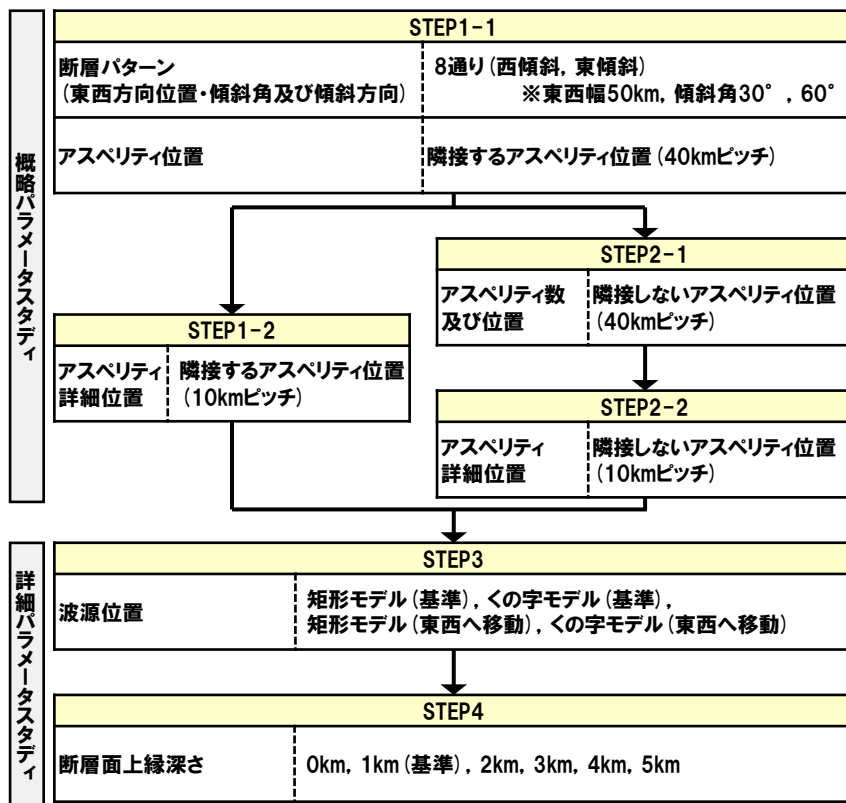 概略パラメータスタディ
STEP1-1
断層パターン
(東西方向位置・傾斜角及び傾斜方向)
8通り(西傾斜, 東傾斜)
※東西幅50km, 傾斜角30°, 60°
アスペリティ位置
隣接するアスペリティ位置(40kmピッチ)
STEP1-2
アスペリティ
詳細位置
隣接するアスペリティ位置
(10kmピッチ)
STEP2-1
アスペリティ数
及び位置
隣接しないアスペリティ位置
(40kmピッチ)
STEP2-2
アスペリティ
詳細位置
隣接しないアスペリティ位置
(10kmピッチ)
詳細パラメータスタディ
STEP3
波源位置
矩形モデル(基準), くの字モデル(基準),
矩形モデル(東西へ移動), くの字モデル(東西へ移動)
STEP4
断層面上縁深さ
0km, 1km(基準), 2km, 3km, 4km, 5km